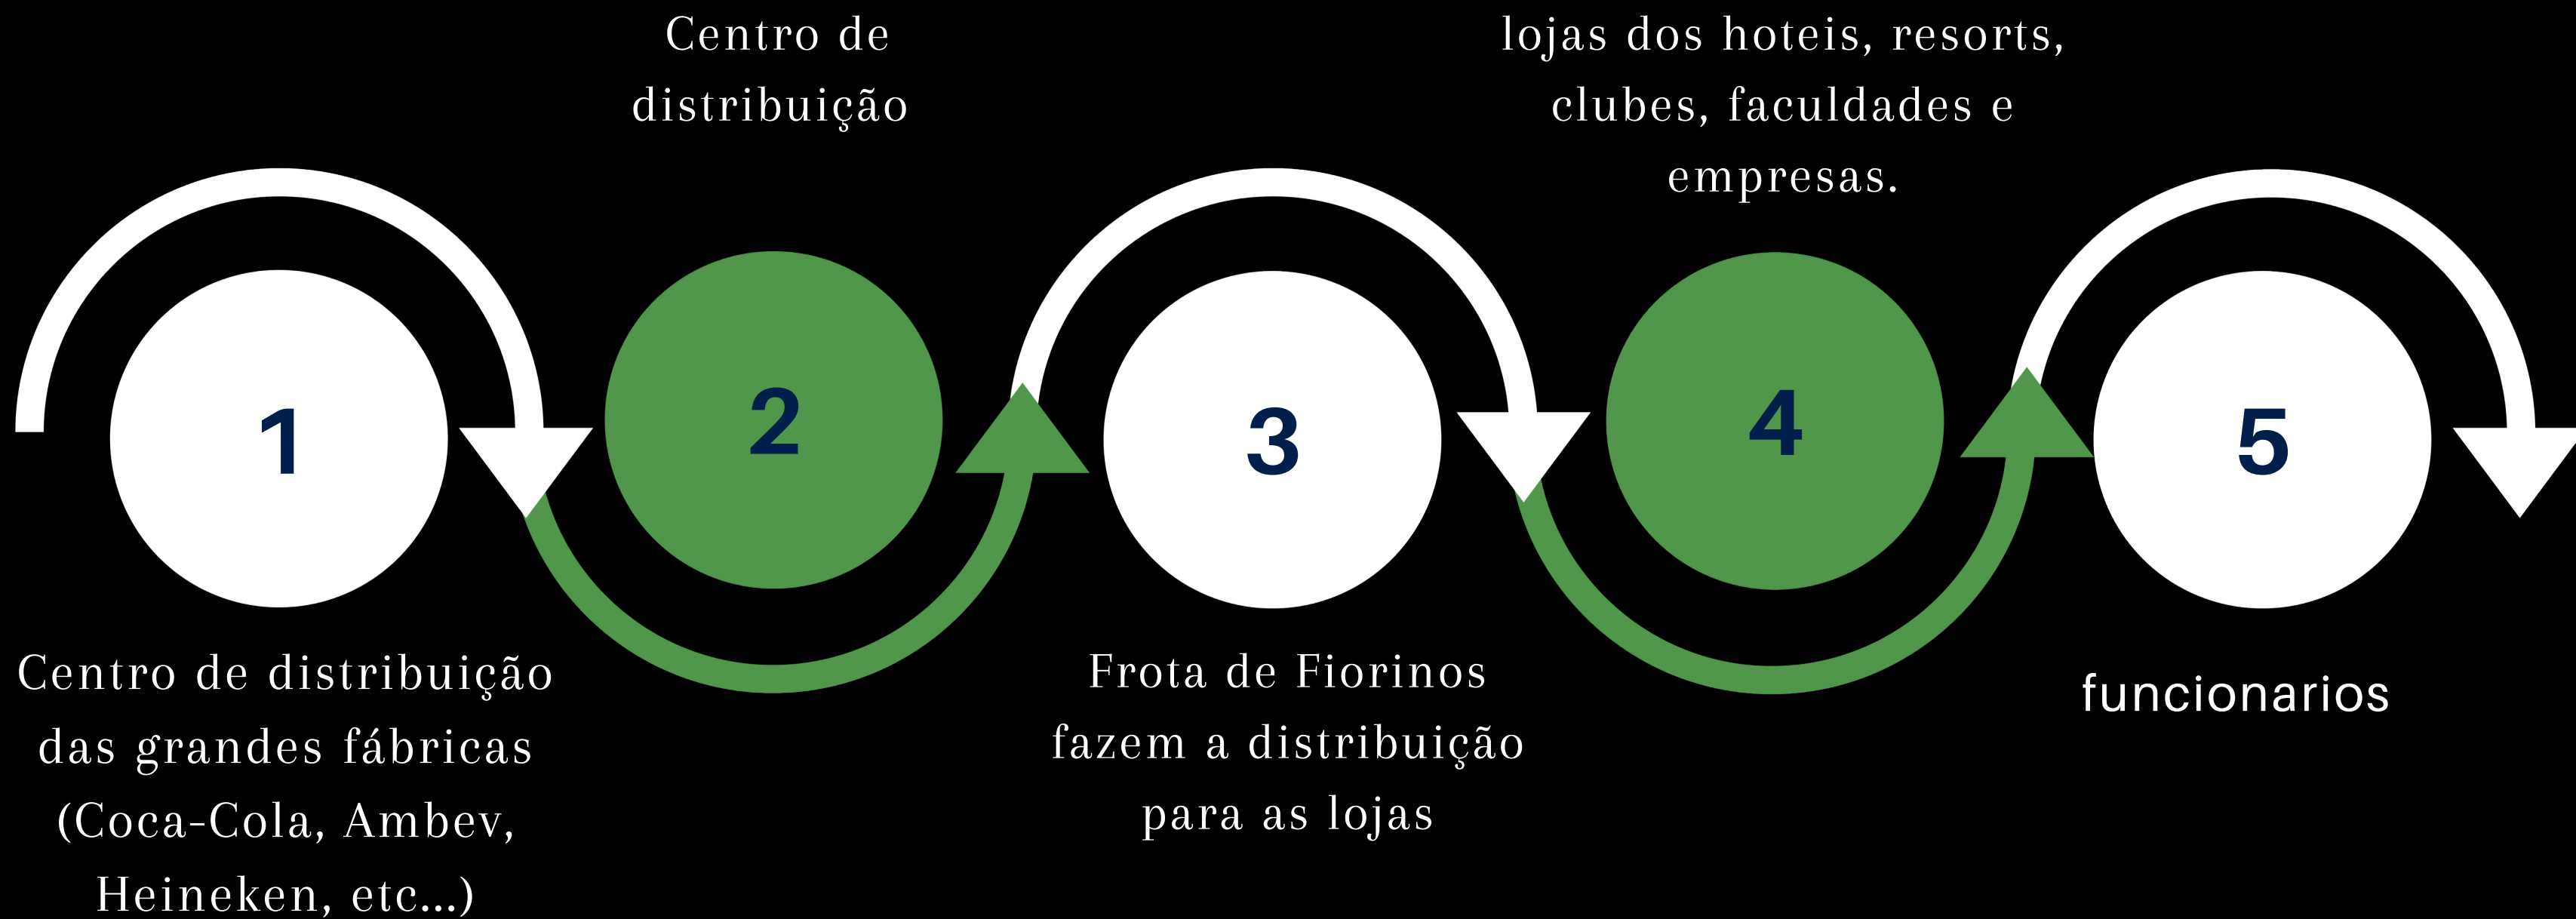 Centro de
distribuição
lojas dos hoteis, resorts,
clubes, faculdades e
empresas.
1
2
3
4
5
Centro de distribuição
das grandes fábricas
(Coca-Cola, Ambev,
Heineken, etc...)
Frota de Fiorinos
fazem a distribuição
para as lojas
funcionarios